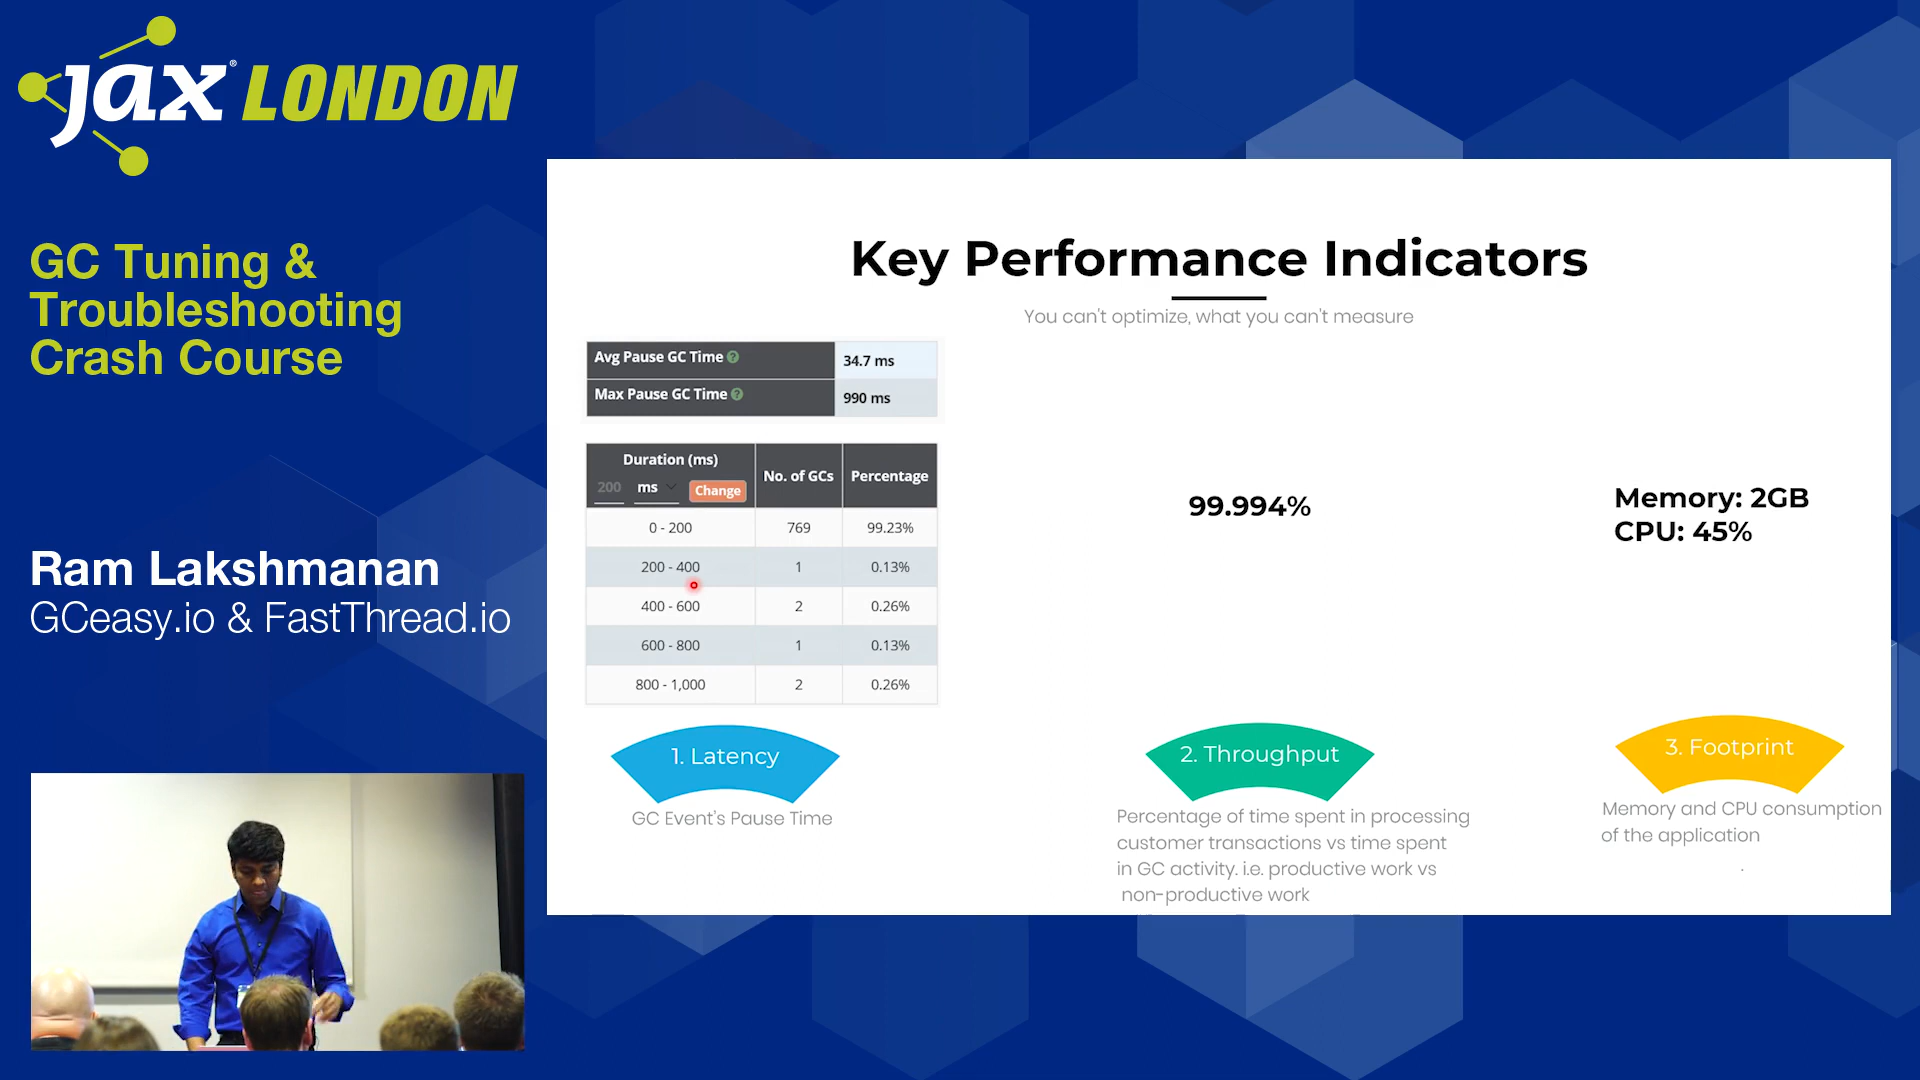 jax® LONDON
GC Tuning &
Troubleshooting
Crash Course
Ram Lakshmanan
GCeasy.io & FastThread.io
Key Performance Indicators
You can't optimize, what you can't measure
Avg Pause GC Time ?
34.7 ms
Max Pause GC Time ?
990 ms
Duration (ms)
200 ms Change
No. of GCs
Percentage
0 - 200 769 99.23%
200 - 400 1 0.13%
400 - 600 2 0.26%
600 - 800 1 0.13%
800 - 1,000 2 0.26%
1. Latency
GC Event's Pause Time
99.994%
2. Throughput
Percentage of time spent in processing
customer transactions vs time spent
in GC activity. i.e. productive work vs
non-productive work
Memory: 2GB
CPU: 45%
3. Footprint
Memory and CPU consumption
of the application
.